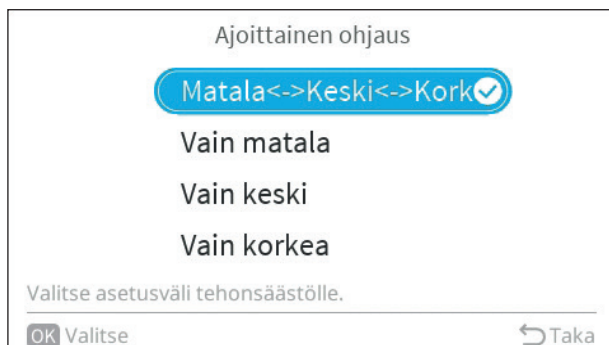 Ajoittainen ohjaus
Matala<->Keski<->Kork
Vain matala
Vain keski
Vain korkea
Valitse asetusväli tehonsäästölle.
OK Valitse
Taka